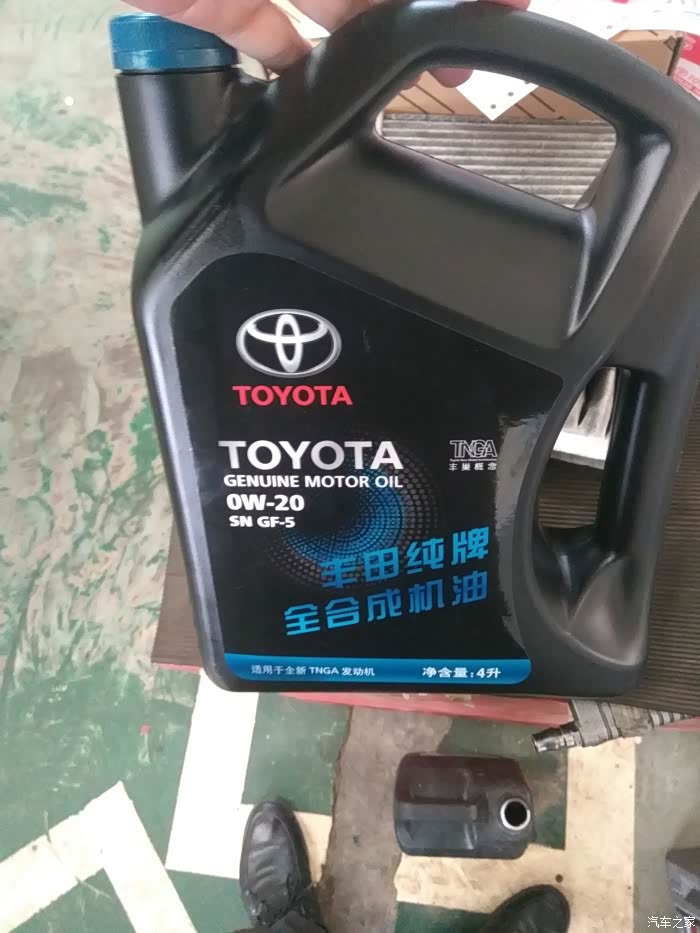 TOYOTA
TOYOTA
GENUINE MOTOR OIL
0W-20
SN GF-5
TNGA
丰巢概念
丰田纯牌
全合成机油
适用于全新 TNGA 发动机
净含量：4升
汽车之家